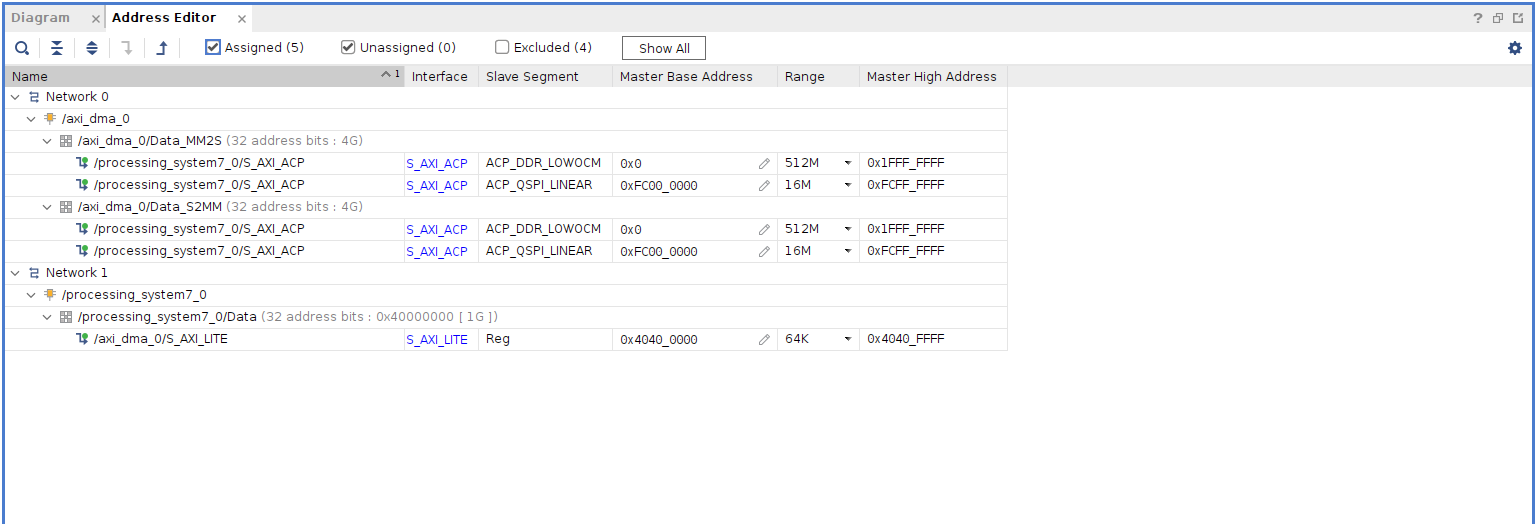 Diagram × Address Editor × ?
Assigned (5) Unassigned (0) Excluded (4) Show All
Name 1 Interface Slave Segment Master Base Address Range Master High Address
Network 0
/axi_dma_0
/axi_dma_0/Data_MM2S (32 address bits : 4G)
/processing_system7_0/S_AXI_ACP S_AXI_ACP ACP_DDR_LOWOCM 0x0 512M 0x1FFF_FFFF
/processing_system7_0/S_AXI_ACP S_AXI_ACP ACP_QSPI_LINEAR 0xFC00_0000 16M 0xFCFF_FFFF
/axi_dma_0/Data_S2MM (32 address bits : 4G)
/processing_system7_0/S_AXI_ACP S_AXI_ACP ACP_DDR_LOWOCM 0x0 512M 0x1FFF_FFFF
/processing_system7_0/S_AXI_ACP S_AXI_ACP ACP_QSPI_LINEAR 0xFC00_0000 16M 0xFCFF_FFFF
Network 1
/processing_system7_0
/processing_system7_0/Data (32 address bits : 0x40000000 [ 1G ])
/axi_dma_0/S_AXI_LITE S_AXI_LITE Reg 0x4040_0000 64K 0x4040_FFFF